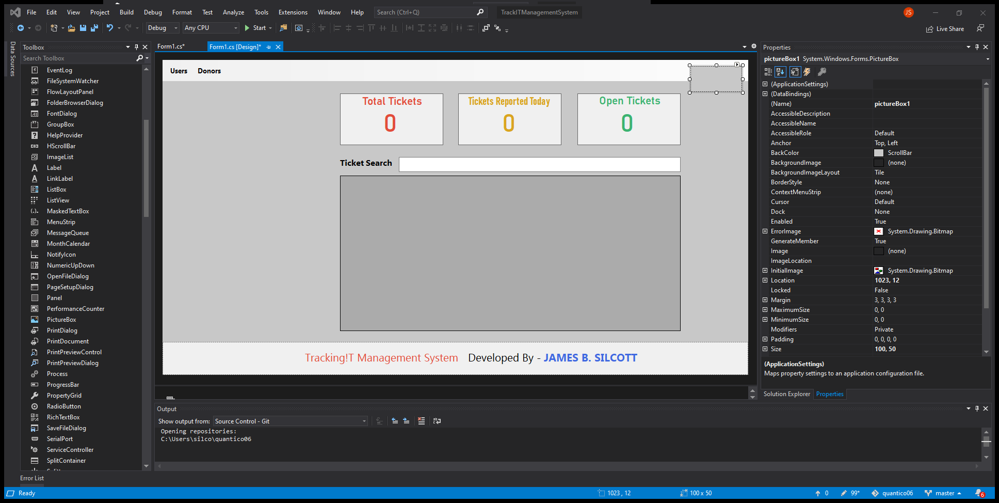 File Edit View Project Build Debug Format Test Analyze Tools Extensions Window Help Search (Ctrl+Q) TrackITManagementSystem JS
Debug Any CPU Start Live Share
Data Sources
Toolbox
Search Toolbox
EventLog
FileSystemWatcher
FlowLayoutPanel
FolderBrowserDialog
FontDialog
GroupBox
HelpProvider
HScrollBar
ImageList
Label
LinkLabel
ListBox
ListView
MaskedTextBox
MenuStrip
MessageQueue
MonthCalendar
NotifyIcon
NumericUpDown
OpenFileDialog
PageSetupDialog
Panel
PerformanceCounter
PictureBox
PrintDialog
PrintDocument
PrintPreviewControl
PrintPreviewDialog
Process
ProgressBar
PropertyGrid
RadioButton
RichTextBox
SaveFileDialog
SerialPort
ServiceController
SplitContainer
Form1.cs* Form1.cs [Design]*
Users Donors
Total Tickets
0
Tickets Reported Today
0
Open Tickets
0
Ticket Search
Tracking!T Management System Developed By - JAMES B. SILCOTT
Properties
pictureBox1 System.Windows.Forms.PictureBox
(ApplicationSettings)
(DataBindings)
(Name) pictureBox1
AccessibleDescription
AccessibleName
AccessibleRole Default
Anchor Top, Left
BackColor ScrollBar
BackgroundImage (none)
BackgroundImageLayout Tile
BorderStyle None
ContextMenuStrip (none)
Cursor Default
Dock None
Enabled True
ErrorImage System.Drawing.Bitmap
GenerateMember True
Image (none)
ImageLocation
InitialImage System.Drawing.Bitmap
Location 1023, 12
Locked False
Margin 3, 3, 3, 3
MaximumSize 0, 0
MinimumSize 0, 0
Modifiers Private
Padding 0, 0, 0, 0
Size 100, 50
(ApplicationSettings)
Maps property settings to an application configuration file.
Solution Explorer Properties
Output
Show output from: Source Control - Git
Opening repositories:
C:\Users\silco\quantico06
Error List
Ready 1023 , 12 100 x 50 0 99* quantico06 master 6